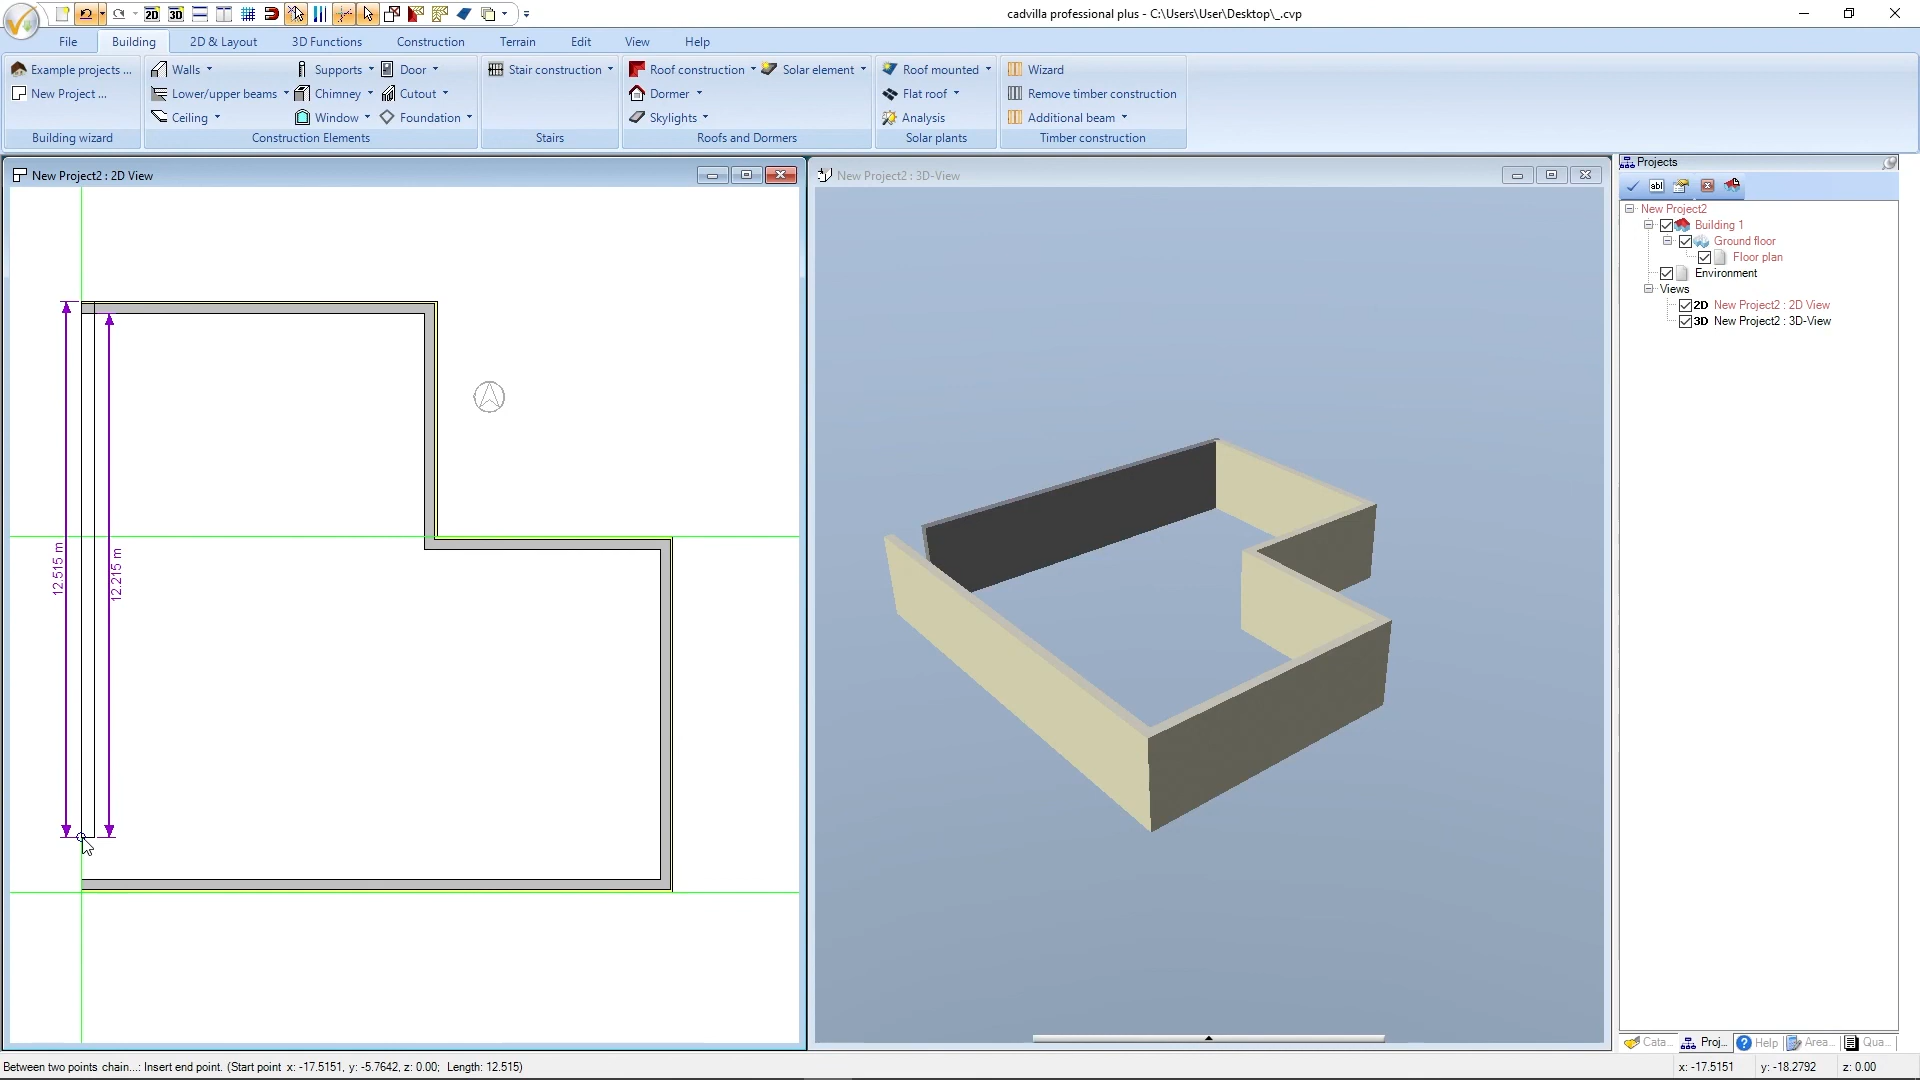 cadvilla professional plus - C:\Users\User\Desktop\_.cvp
File Building 2D & Layout 3D Functions Construction Terrain Edit View Help
Example projects ... Walls Supports Door Stair construction Roof construction Solar element Roof mounted Wizard
New Project ... Lower/upper beams Chimney Cutout Dormer Flat roof Remove timber construction
Ceiling Window Foundation Skylights Analysis Additional beam
Building wizard Construction Elements Stairs Roofs and Dormers Solar plants Timber construction
New Project2 : 2D View
12.515 m
12.215 m
New Project2 : 3D-View
Projects
abl
New Project2
Building 1
Ground floor
Floor plan
Environment
Views
2D New Project2 : 2D View
3D New Project2 : 3D-View
Cata... Proj... Help Area... Qua...
Between two points chain...: Insert end point. (Start point x: -17.5151, y: -5.7642, z: 0.00; Length: 12.515) x: -17.5151 y: -18.2792 z: 0.00